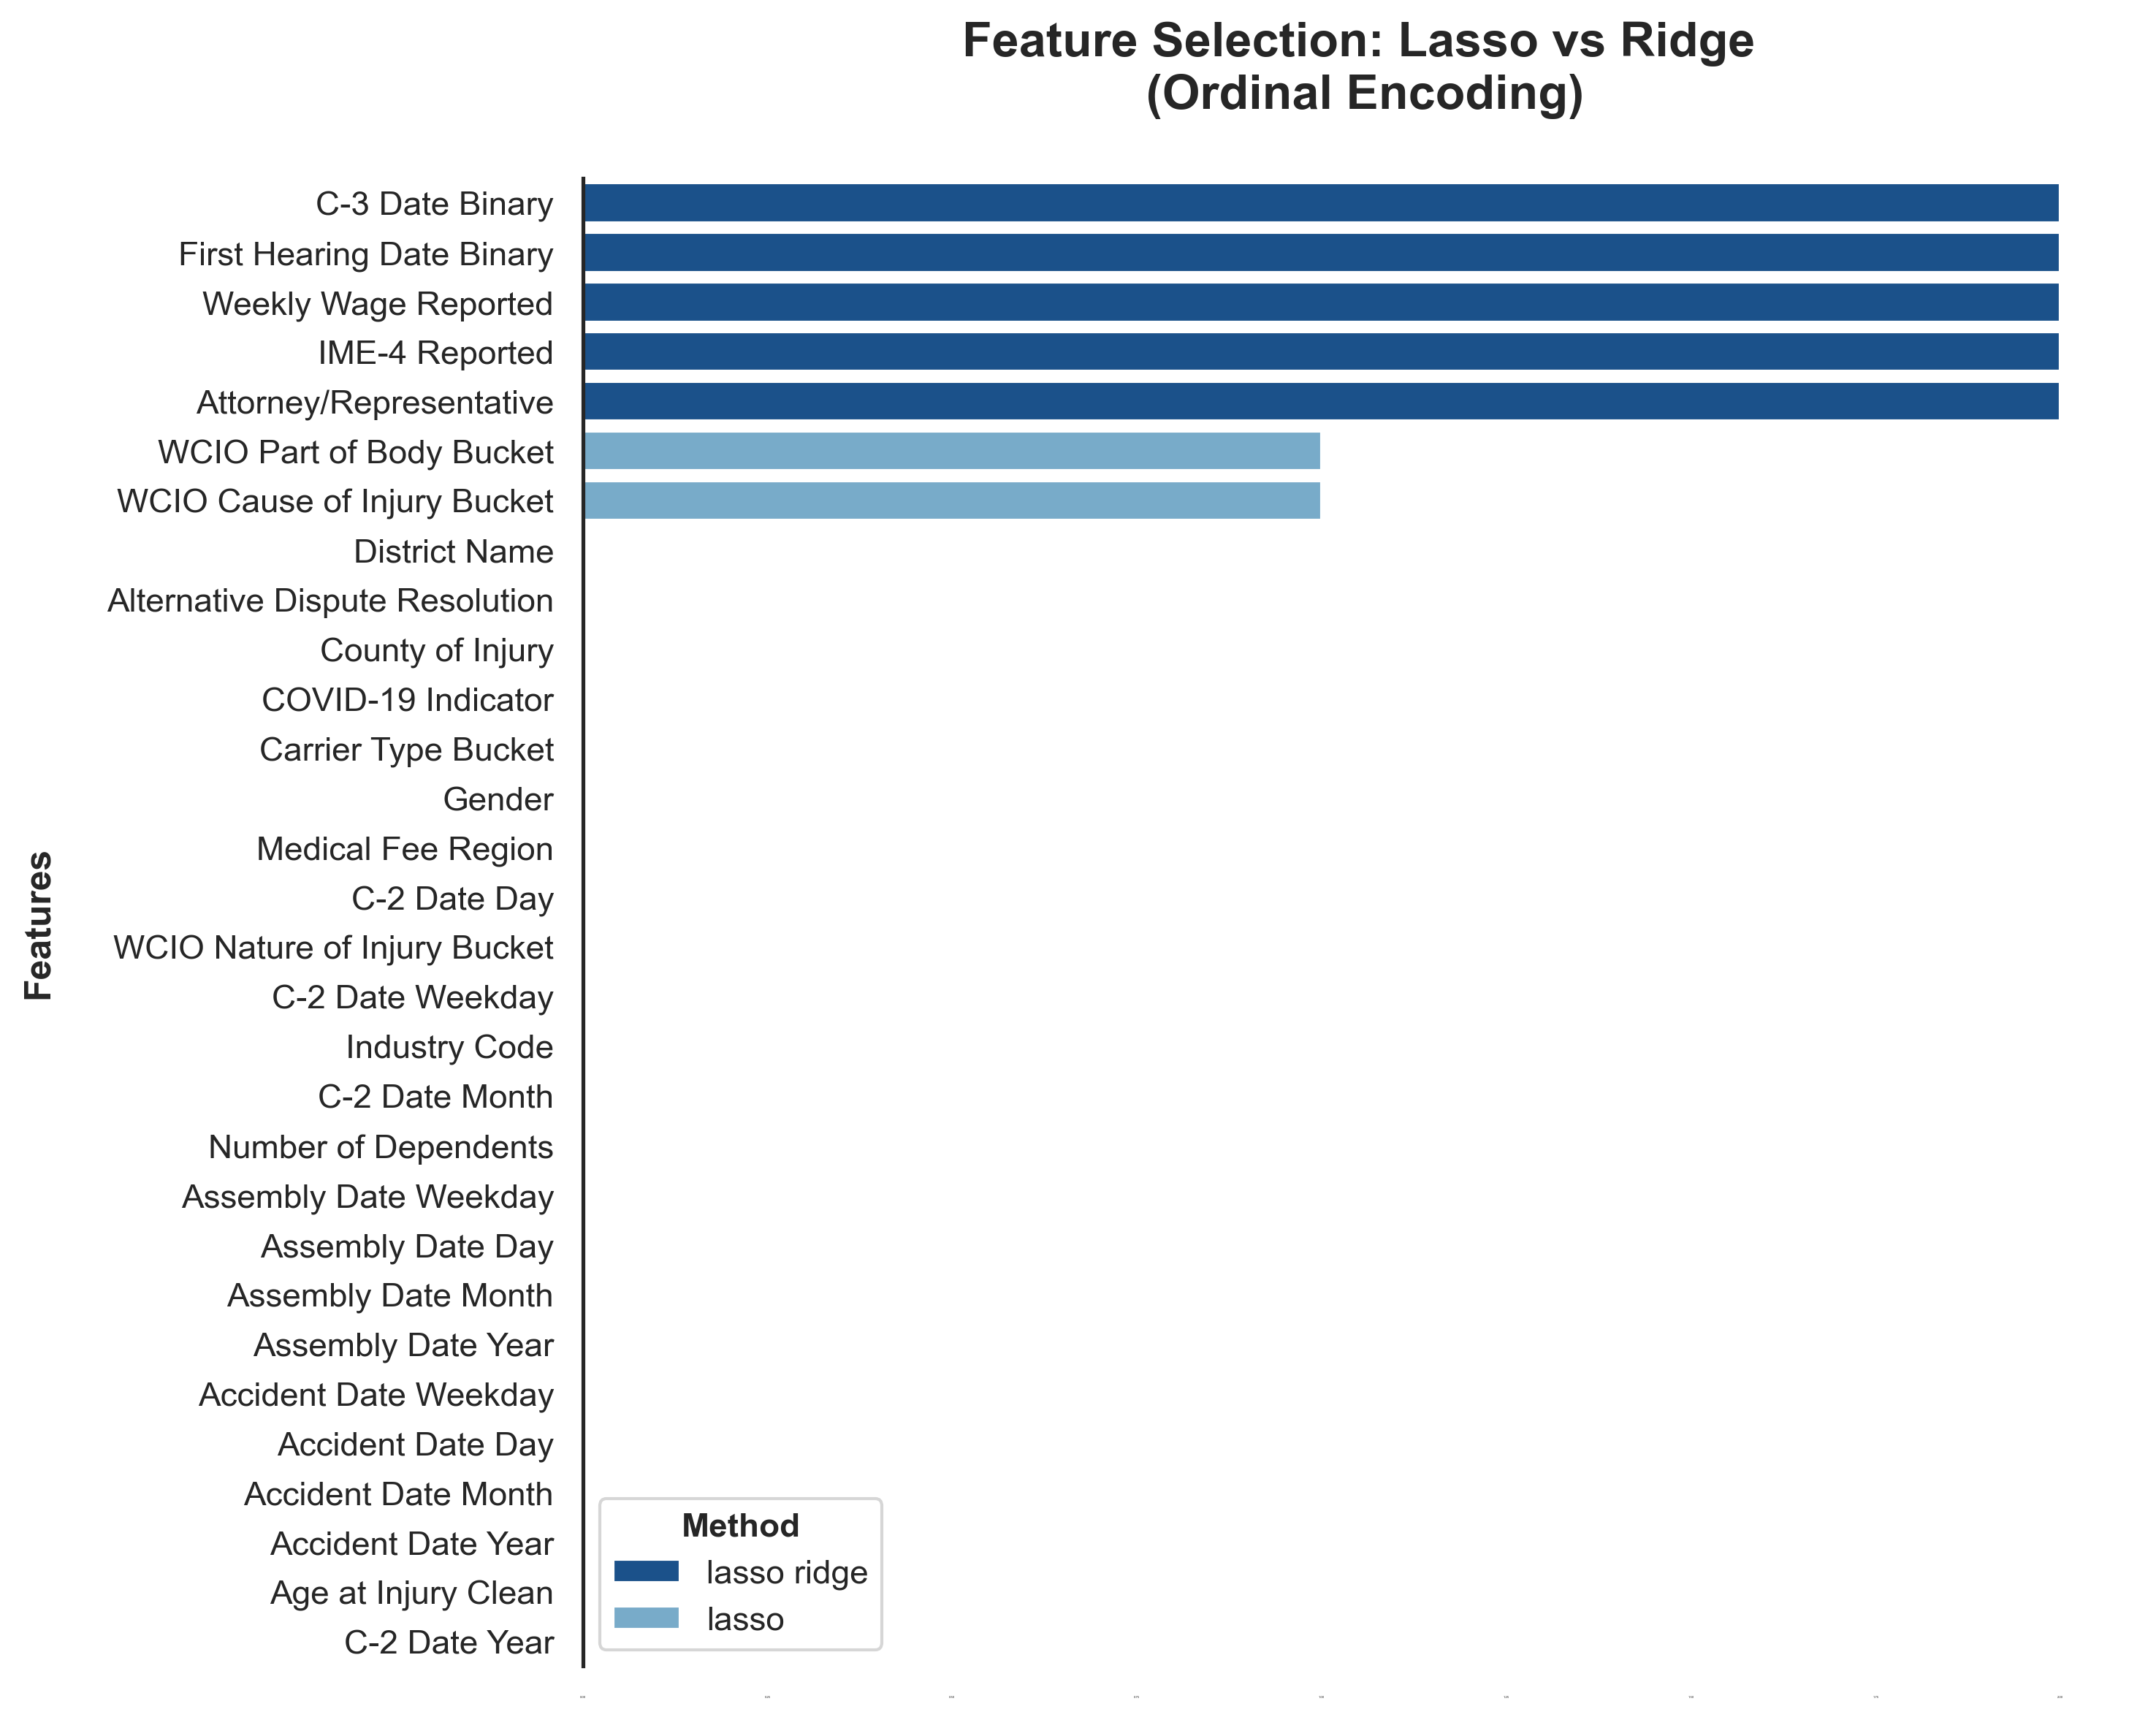 Feature Selection: Lasso vs Ridge
(Ordinal Encoding)
C-3 Date Binary
First Hearing Date Binary
Weekly Wage Reported
IME-4 Reported
Attorney/Representative
WCIO Part of Body Bucket
WCIO Cause of Injury Bucket
District Name
Alternative Dispute Resolution
County of Injury
COVID-19 Indicator
Carrier Type Bucket
Gender
Medical Fee Region
C-2 Date Day
WCIO Nature of Injury Bucket
C-2 Date Weekday
Industry Code
C-2 Date Month
Number of Dependents
Assembly Date Weekday
Assembly Date Day
Assembly Date Month
Assembly Date Year
Accident Date Weekday
Accident Date Day
Accident Date Month
Accident Date Year
Age at Injury Clean
C-2 Date Year
Features
Method
lasso ridge
lasso